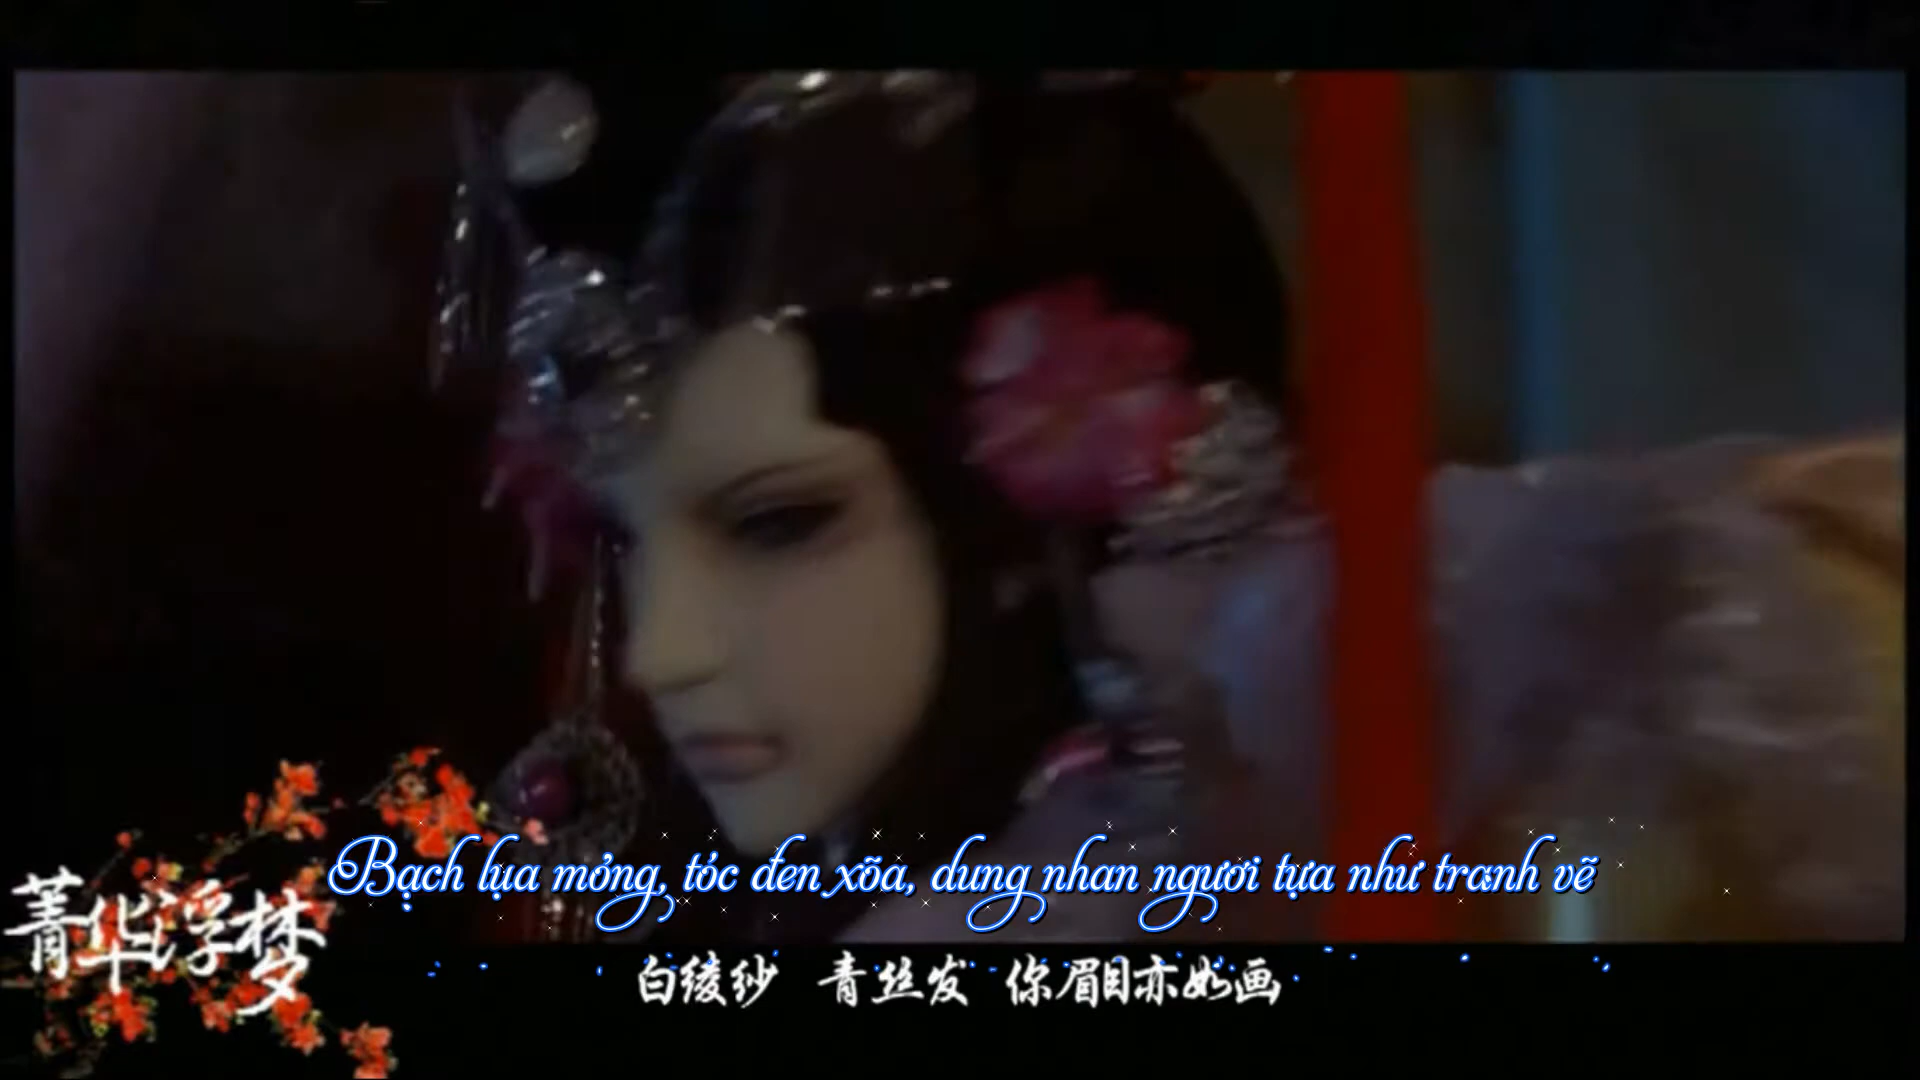 Bạch lụa mỏng, tóc đen xõa, dung nhan ngươi tựa như tranh vẽ
菁华浮梦
白绫纱 青丝发 你眉目亦如画